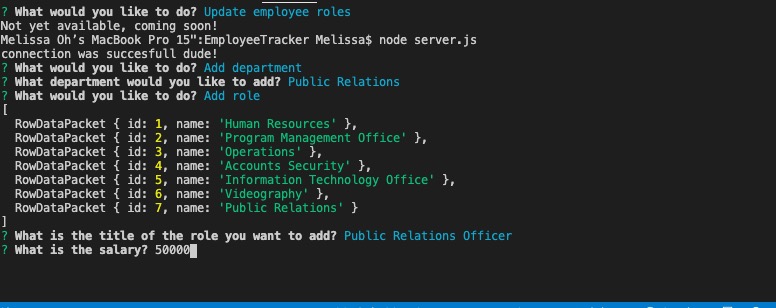 ? What would you like to do? Update employee roles
Not yet available, coming soon!
Melissa Oh's MacBook Pro 15":EmployeeTracker Melissa$ node server.js
connection was succesfull dude!
? What would you like to do? Add department
? What department would you like to add? Public Relations
? What would you like to do? Add role
[
RowDataPacket { id: 1, name: 'Human Resources' },
RowDataPacket { id: 2, name: 'Program Management Office' },
RowDataPacket { id: 3, name: 'Operations' },
RowDataPacket { id: 4, name: 'Accounts Security' },
RowDataPacket { id: 5, name: 'Information Technology Office' },
RowDataPacket { id: 6, name: 'Videography' },
RowDataPacket { id: 7, name: 'Public Relations' }
]
? What is the title of the role you want to add? Public Relations Officer
? What is the salary? 50000